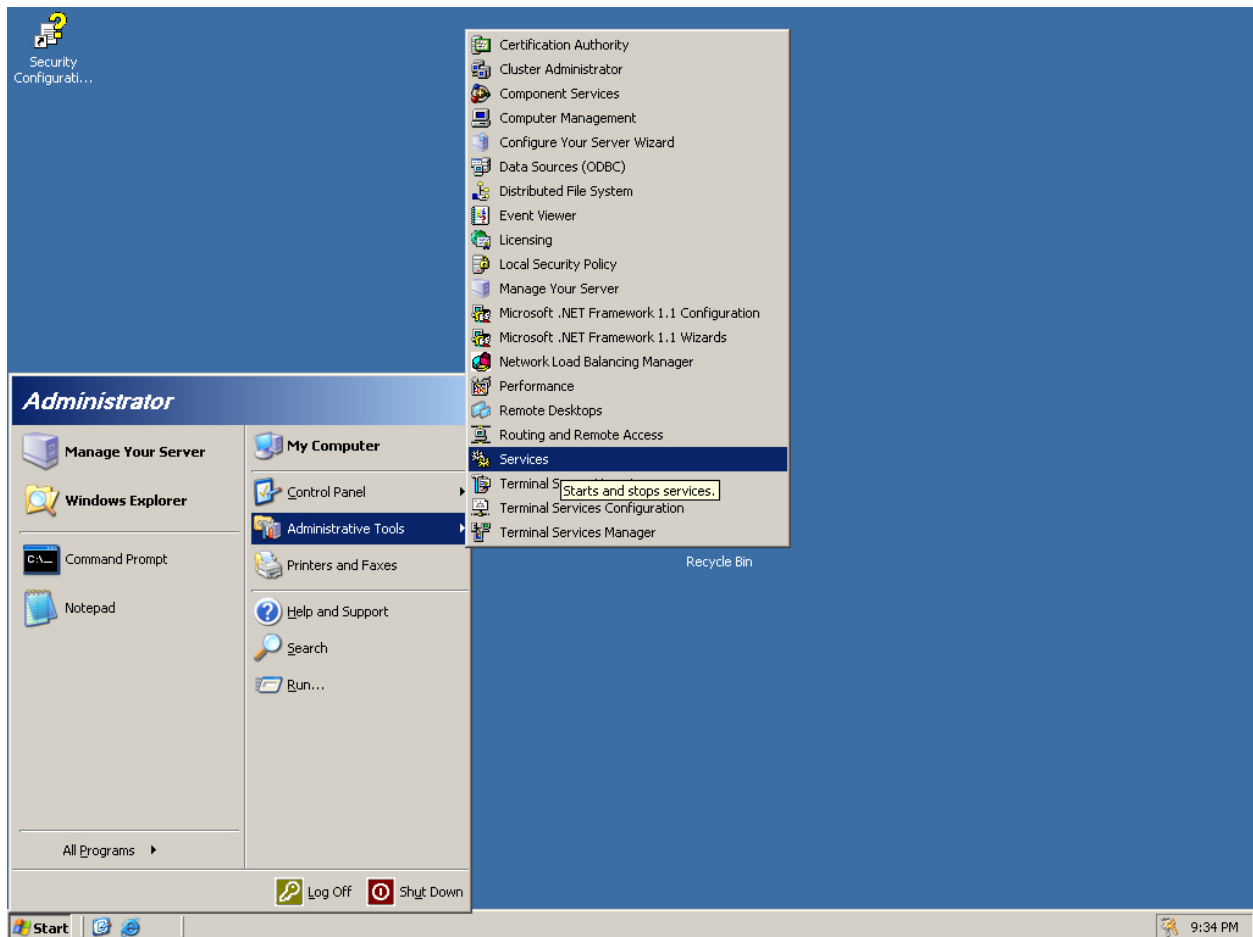 Security
Configurati...
Certification Authority
Cluster Administrator
Component Services
Computer Management
Configure Your Server Wizard
Data Sources (ODBC)
Distributed File System
Event Viewer
Licensing
Local Security Policy
Manage Your Server
Microsoft .NET Framework 1.1 Configuration
Microsoft .NET Framework 1.1 Wizards
Network Load Balancing Manager
Performance
Remote Desktops
Routing and Remote Access
Services
Terminal
Starts and stops services.
Terminal Services Configuration
Terminal Services Manager
Recycle Bin
Administrator
Manage Your Server
Windows Explorer
Command Prompt
Notepad
All Programs
My Computer
Control Panel
Administrative Tools
Printers and Faxes
Help and Support
Search
Run...
Log Off
Shut Down
Start
9:34 PM